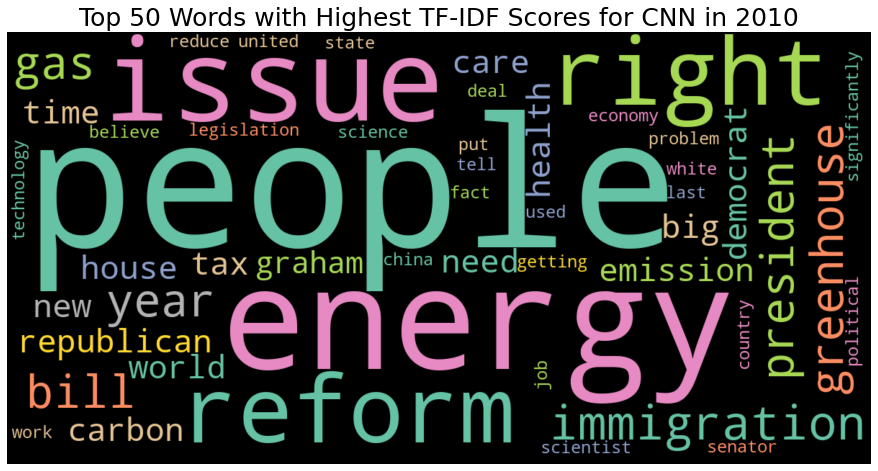 Top 50 Words with Highest TF-IDF Scores for CNN in 2010
reduce united state
gas issue care right
time deal significantly
believe legislation science health economy
technology people put problem
tell democrat white
fact last
used president greenhouse
big
house tax graham china need getting emission
new year energy
republican country political
world job
bill reform immigration
work carbon scientist senator